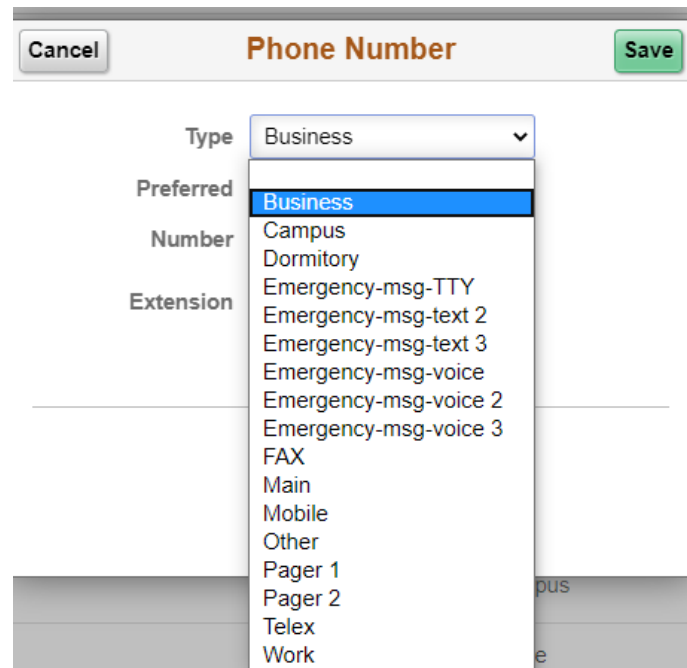 Cancel Phone Number Save
Type Business
Preferred
Business
Number
Campus
Dormitory
Extension
Emergency-msg-TTY
Emergency-msg-text 2
Emergency-msg-text 3
Emergency-msg-voice
Emergency-msg-voice 2
Emergency-msg-voice 3
FAX
Main
Mobile
Other
Pager 1
Pager 2
Telex
Work
pus
e